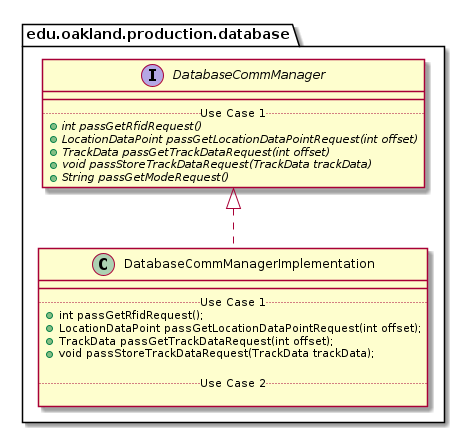 edu.oakland.production.database
I DatabaseCommManager
Use Case 1
int passGetRfidRequest()
LocationDataPoint passGetLocationDataPointRequest(int offset)
TrackData passGetTrackDataRequest(int offset)
void passStoreTrackDataRequest(TrackData trackData)
String passGetModeRequest()
C DatabaseCommManagerImplementation
Use Case 1
int passGetRfidRequest();
LocationDataPoint passGetLocationDataPointRequest(int offset);
TrackData passGetTrackDataRequest(int offset);
void passStoreTrackDataRequest(TrackData trackData);
Use Case 2